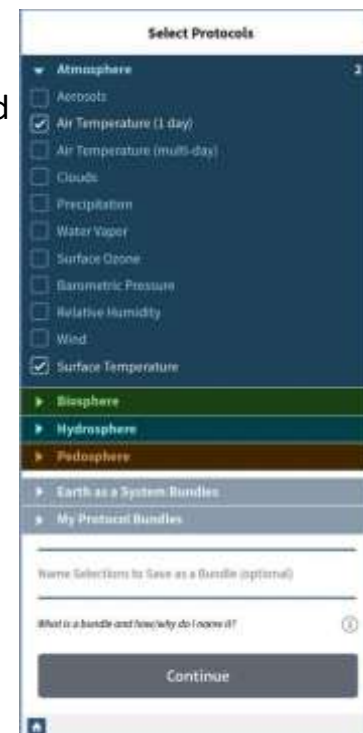 Select Protocols
Atmosphere 2
Aerosols
Air Temperature (1 day)
Air Temperature (multi-day)
Clouds
Precipitation
Water Vapor
Surface Ozone
Barometric Pressure
Relative Humidity
Wind
Surface Temperature
Biosphere
Hydrosphere
Pedosphere
Earth as a System Bundles
My Protocol Bundles
Name Selections to Save as a Bundle (optional)
What is a bundle and how/why do I name it?
Continue